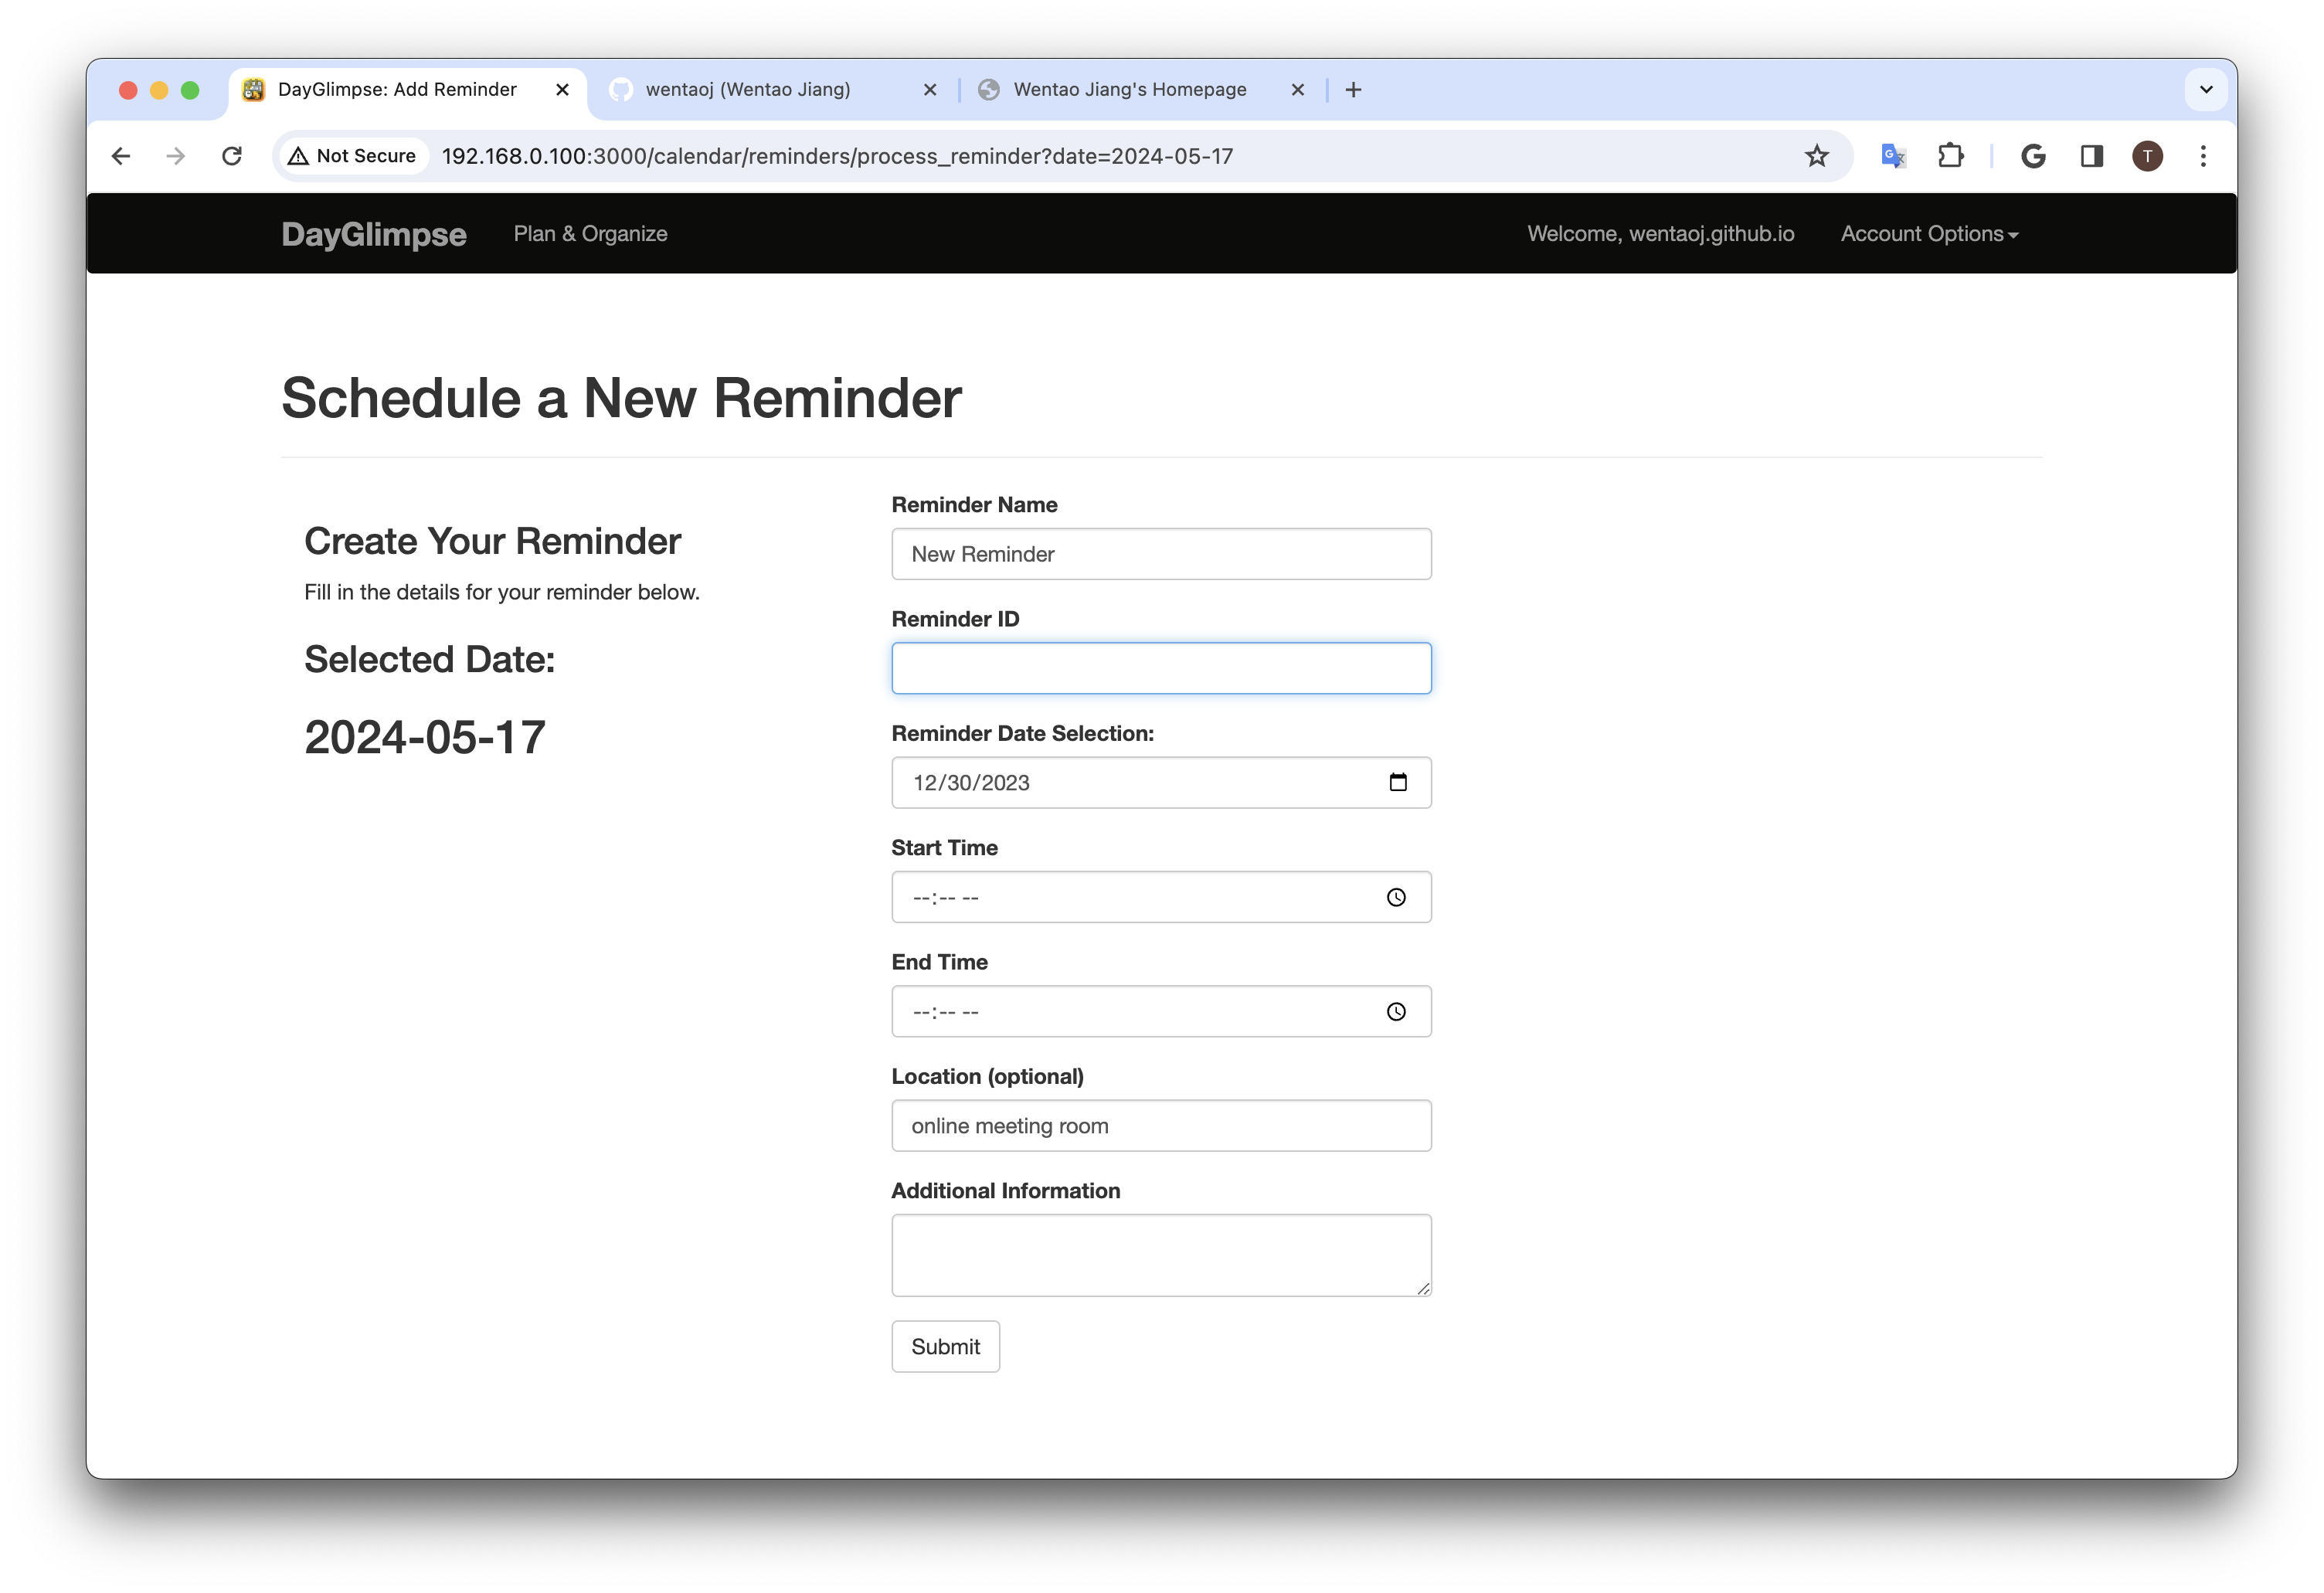 DayGlimpse: Add Reminder
wentaoj (Wentao Jiang)
Wentao Jiang's Homepage
Not Secure 192.168.0.100:3000/calendar/reminders/process_reminder?date=2024-05-17
T
DayGlimpse Plan & Organize Welcome, wentaoj.github.io Account Options
Schedule a New Reminder
Create Your Reminder
Fill in the details for your reminder below.
Selected Date:
2024-05-17
Reminder Name
New Reminder
Reminder ID
Reminder Date Selection:
12/30/2023
Start Time
--:-- --
End Time
--:-- --
Location (optional)
online meeting room
Additional Information
Submit